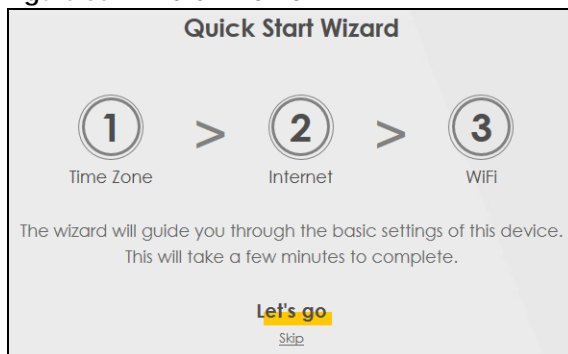 Quick Start Wizard
1 > 2 > 3
Time Zone Internet WiFi
The wizard will guide you through the basic settings of this device.
This will take a few minutes to complete.
Let's go
Skip